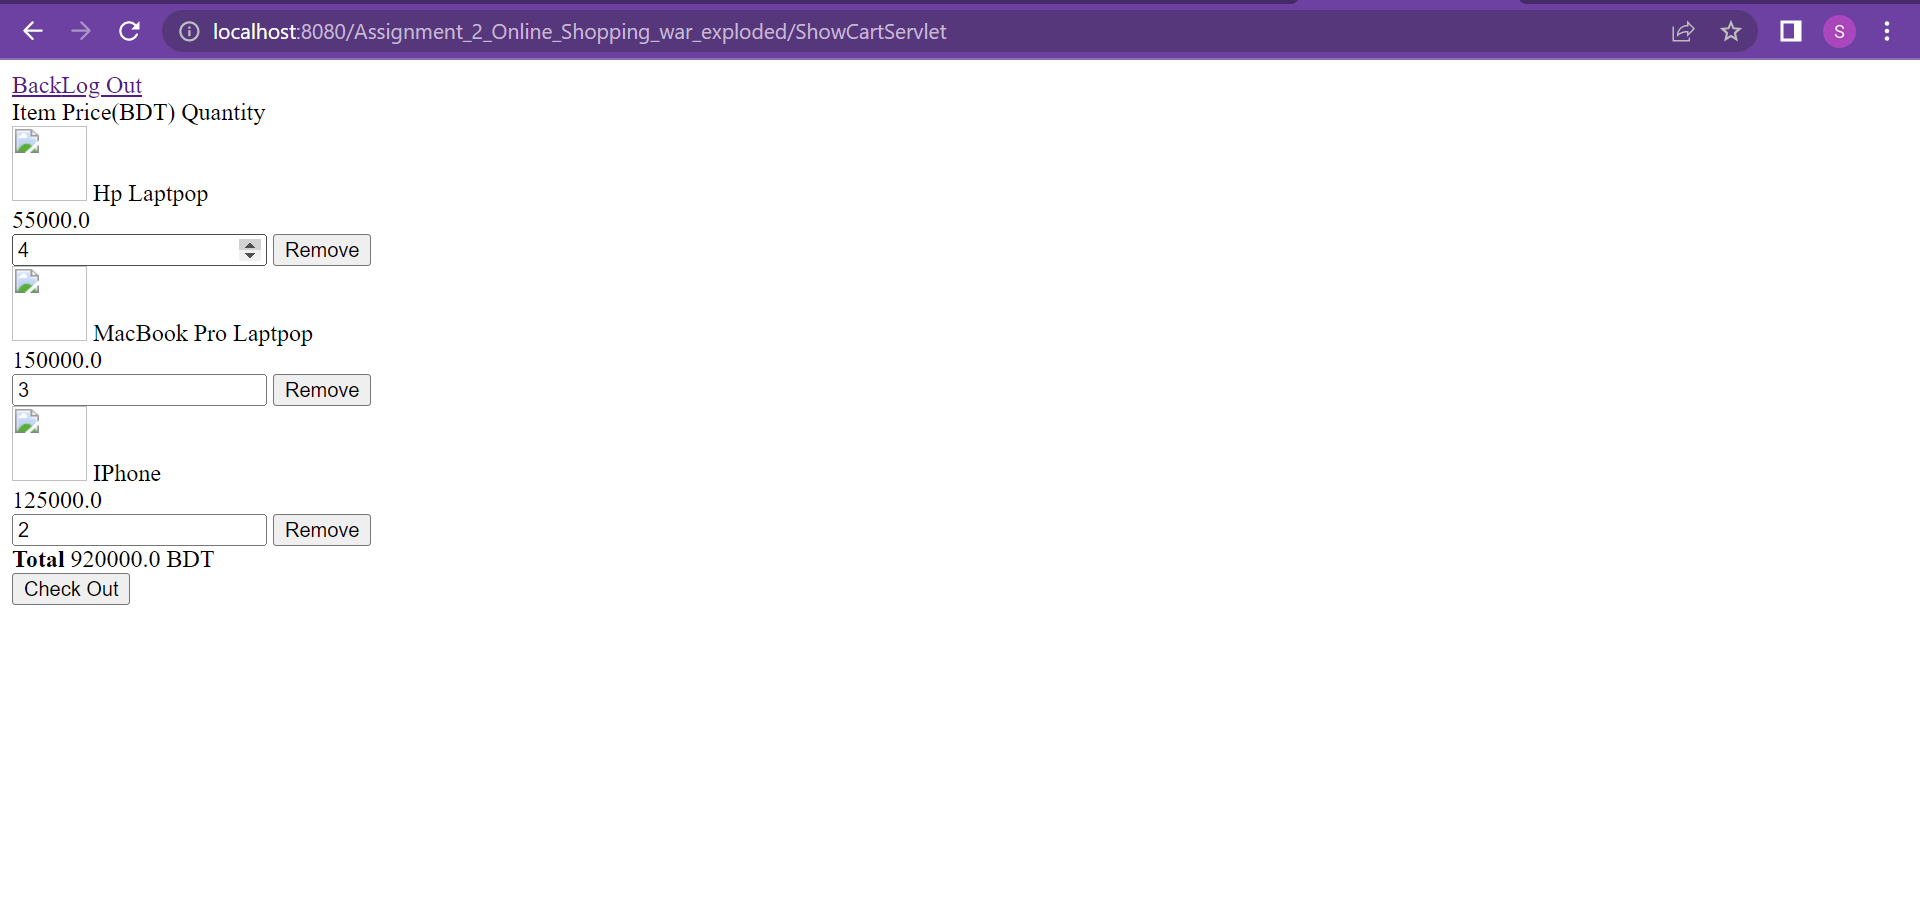 localhost:8080/Assignment_2_Online_Shopping_war_exploded/ShowCartServlet
S
BackLog Out
Item Price(BDT) Quantity
Hp Laptpop
55000.0
4 Remove
MacBook Pro Laptpop
150000.0
3 Remove
IPhone
125000.0
2 Remove
Total 920000.0 BDT
Check Out